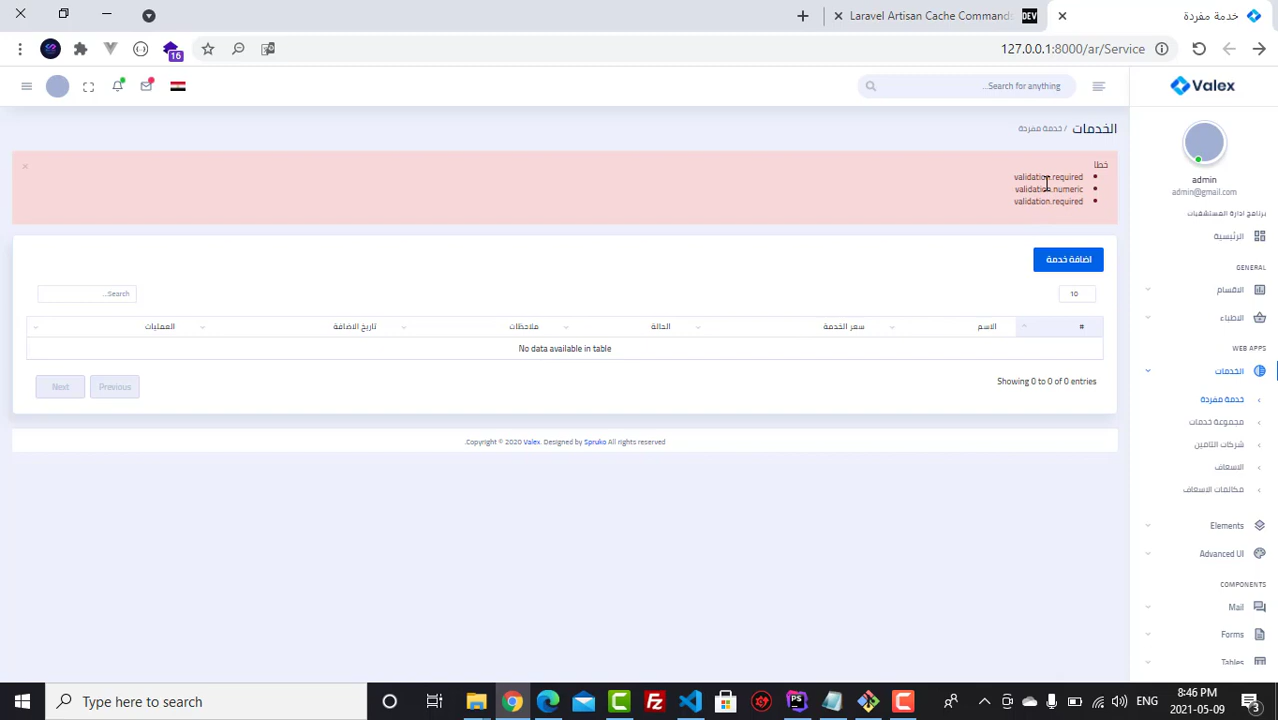 Laravel Artisan Cache Commands
DEV
خدمة مفردة
127.0.0.1:8000/ar/Service
16
Search for anything...
Valex
admin
admin@gmail.com
برنامج ادارة المستشفيات
الرئيسية
GENERAL
الاقسام
الاطباء
WEB APPS
الخدمات
خدمة مفردة
مجموعة خدمات
شركات التامين
الاسعاف
مكالمات الاسعاف
Elements
Advanced UI
COMPONENTS
Mail
Forms
Tables
الخدمات / خدمة مفردة
خطا
validation.required
validation.numeric
validation.required
اضافة خدمة
10
Search...
# الاسم سعر الخدمة الحالة ملاحظات تاريخ الاضافة العمليات
No data available in table
Showing 0 to 0 of 0 entries
Previous Next
Copyright © 2020 Valex. Designed by Spruko All rights reserved.
Type here to search
ENG
8:46 PM
2021-05-09
3